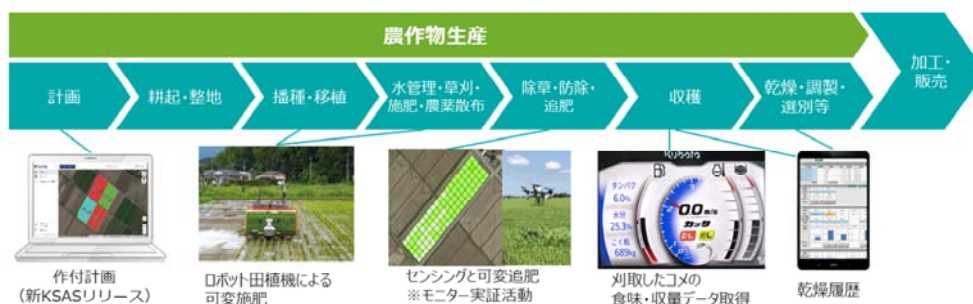 農作物生産
加工・
販売
計画
耕起・整地
播種・移植
水管理・草刈・
施肥・農薬散布
除草・防除・
追肥
収穫
乾燥・調製・
選別等
Kubota
タンパク
6.0%
水分
25.3%
こく粒
689kg
作付計画
(新KSASリリース)
ロボット田植機による
可変施肥
センシングと可変追肥
※モニター実証活動
刈取したコメの
食味・収量データ取得
乾燥履歴